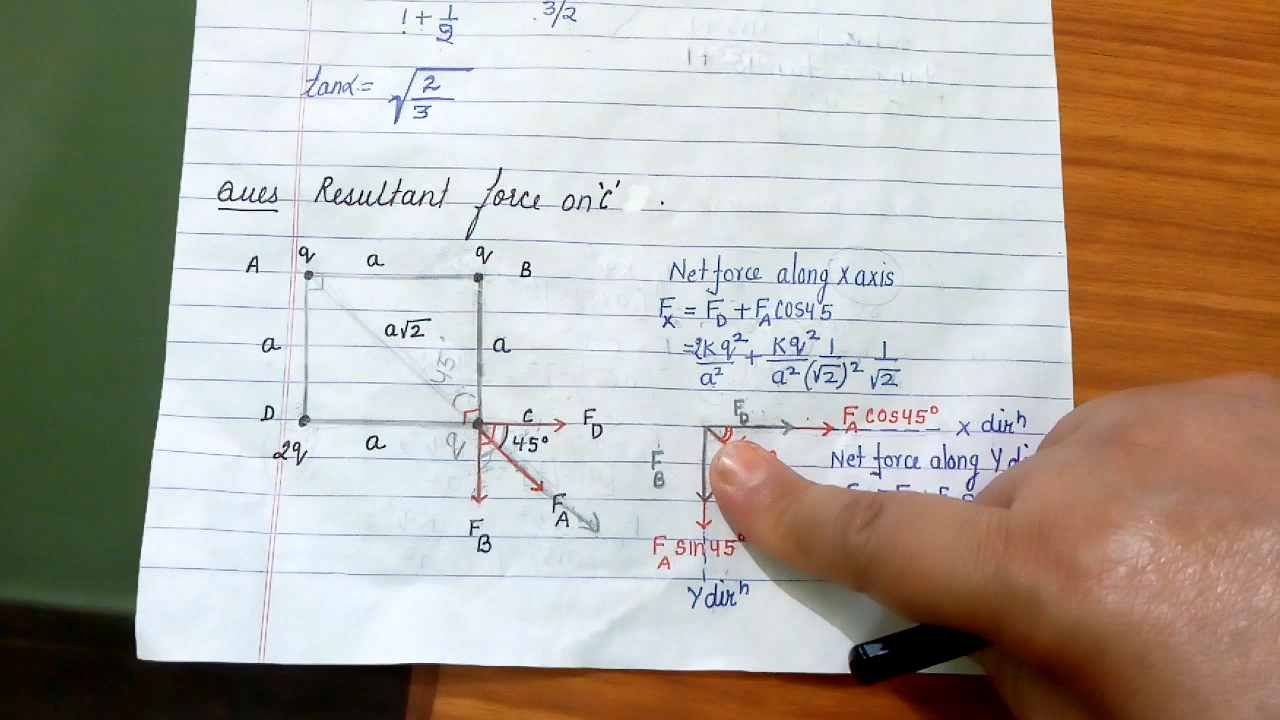 1 + 1/2 3/2
tanα = √2/3
Ques Resultant force on 'C' .
A q a q B
a a√2 a
45
D 2q a q C F_D
45°
F_B F_A
Net force along X axis
F_X = F_D + F_A cos45
= 2Kq²/a² + Kq²/a² 1/(√2)² 1/√2
F_D F_A cos45° X dirⁿ
F_B
Net force along Y di
F_A sin45°
Y dirⁿ